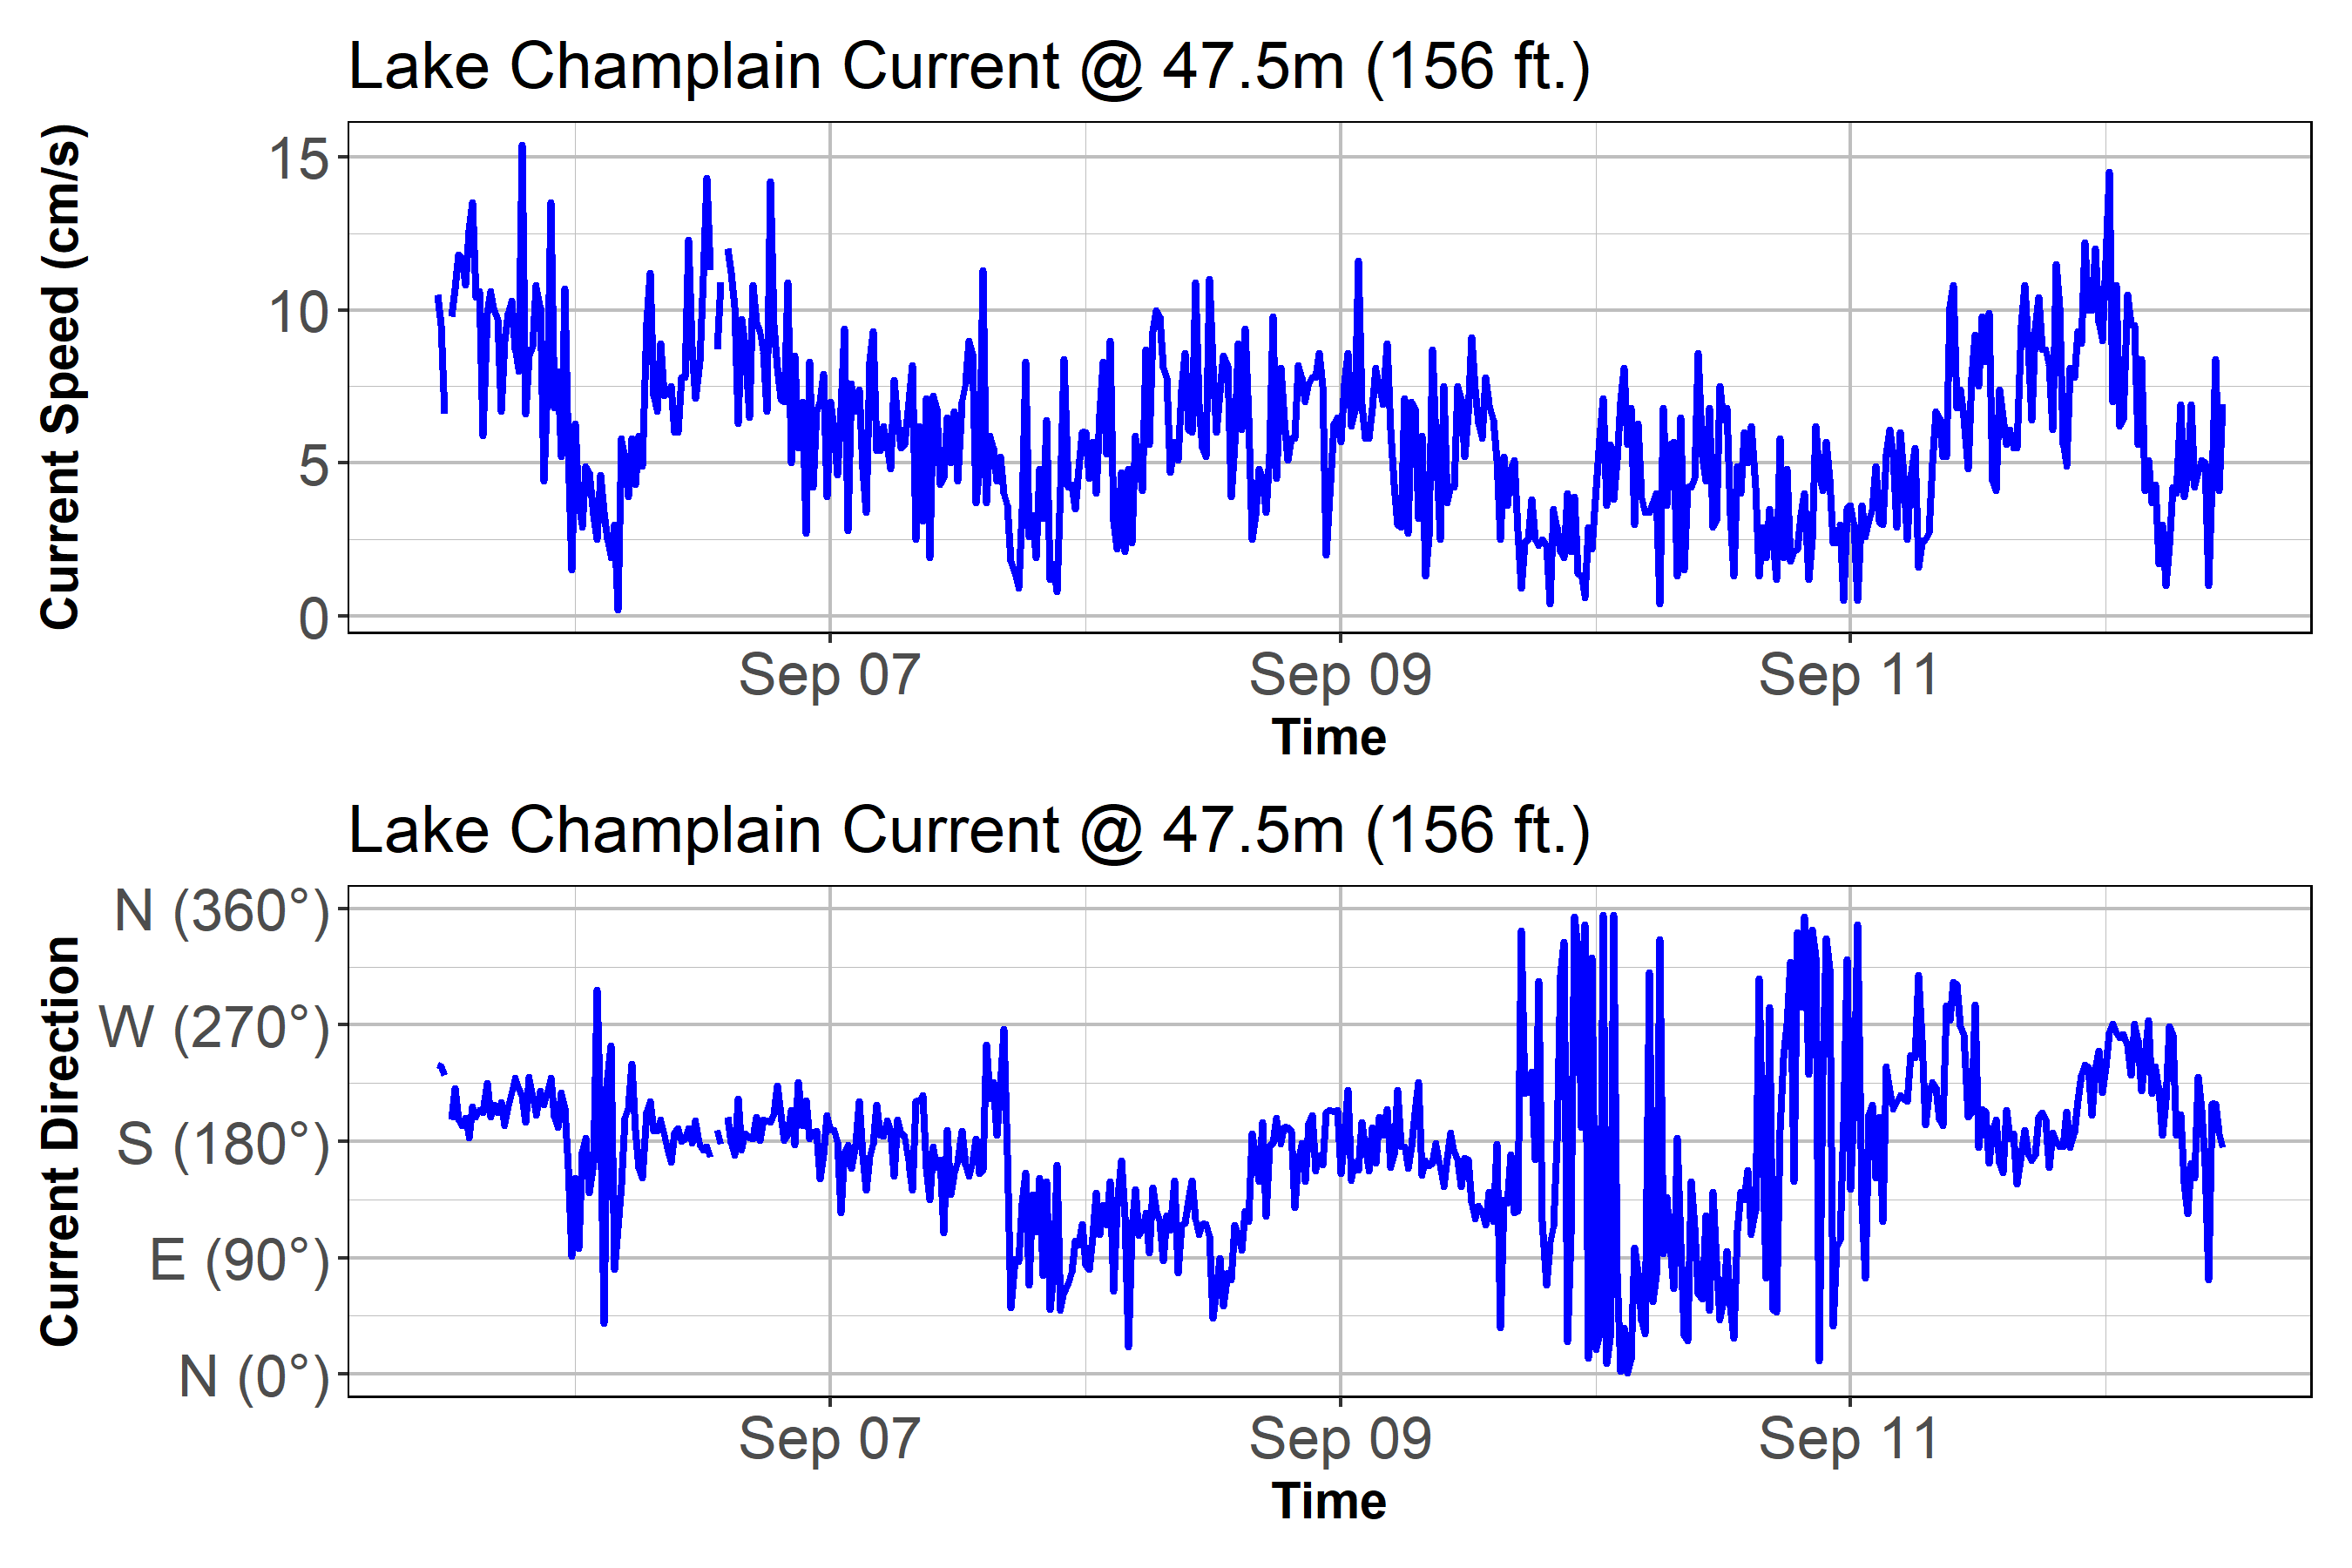 Lake Champlain Current @ 47.5m (156 ft.)
Current Speed (cm/s)
15
10
5
0
Sep 07
Sep 09
Sep 11
Time
Lake Champlain Current @ 47.5m (156 ft.)
Current Direction
N (360°)
W (270°)
S (180°)
E (90°)
N (0°)
Sep 07
Sep 09
Sep 11
Time